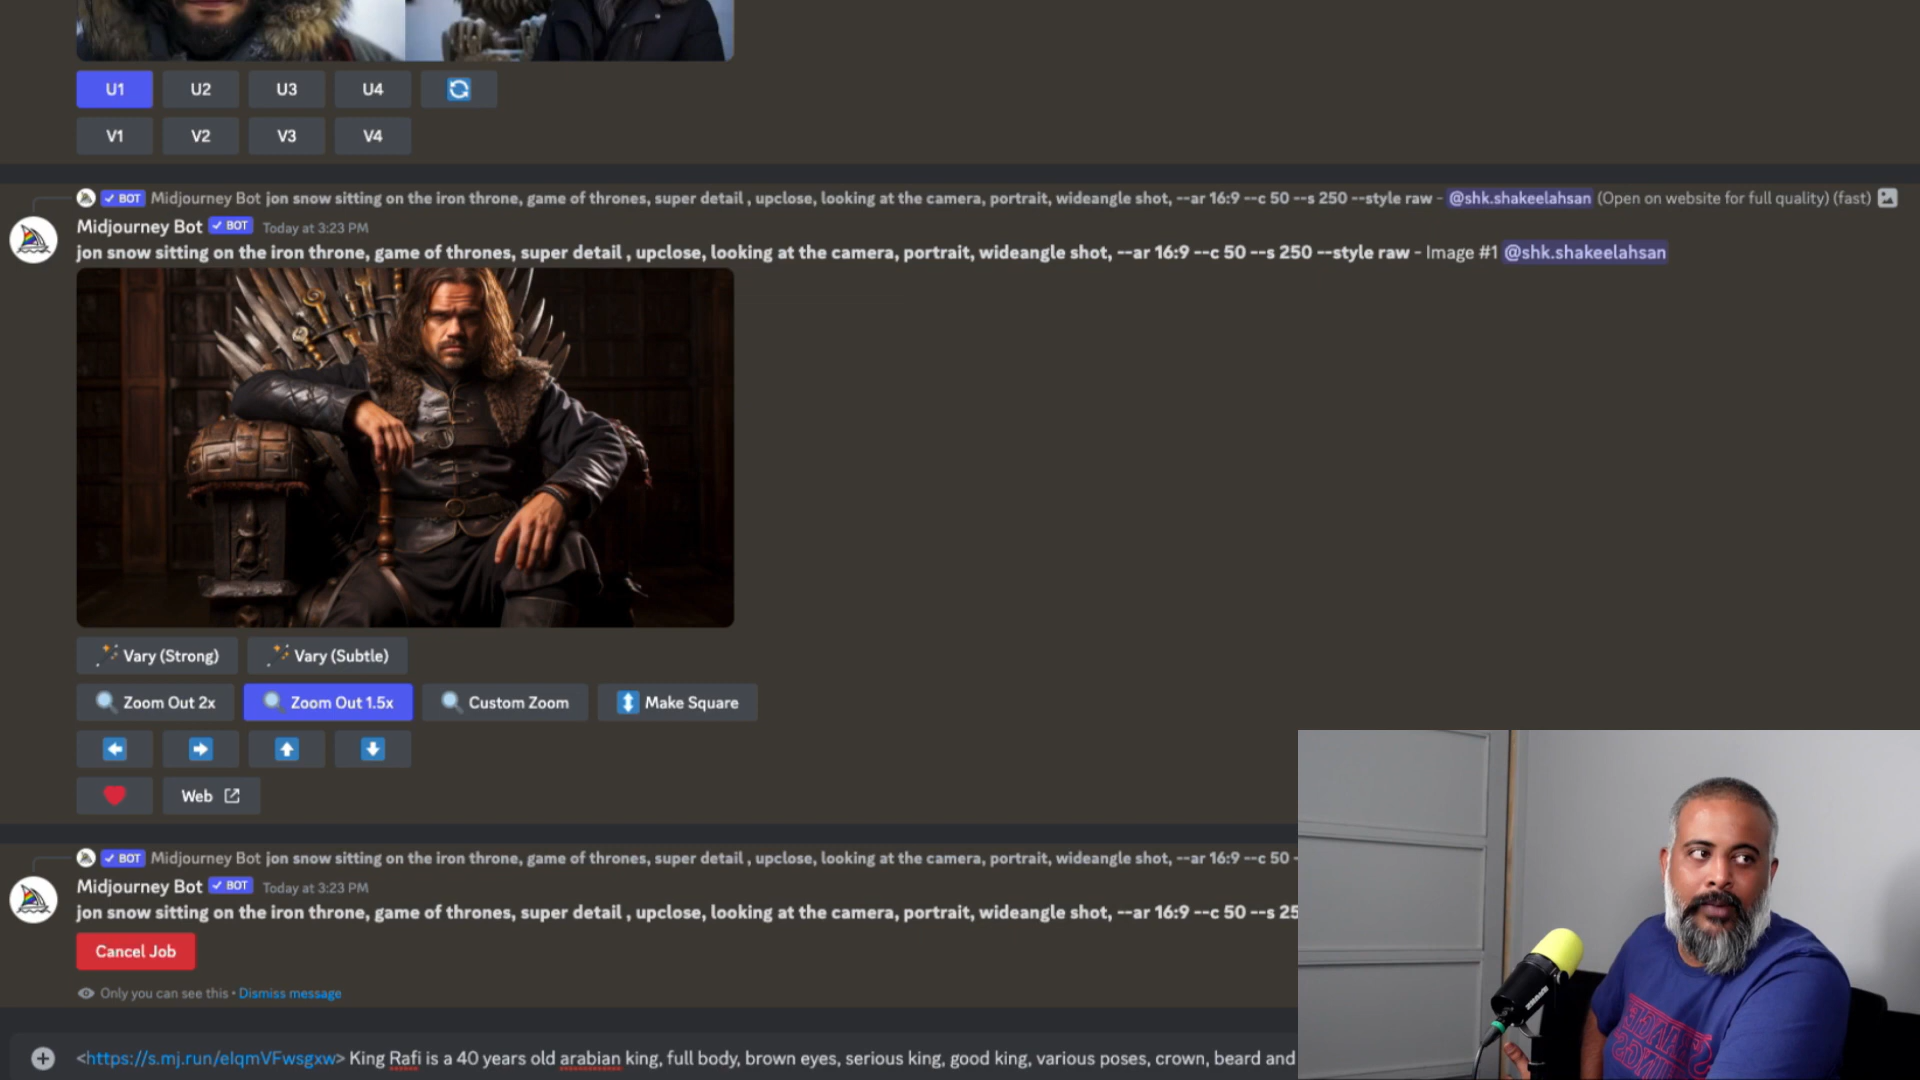 U1 U2 U3 U4
V1 V2 V3 V4
BOT Midjourney Bot jon snow sitting on the iron throne, game of thrones, super detail , upclose, looking at the camera, portrait, wideangle shot, --ar 16:9 --c 50 --s 250 --style raw - @shk.shakeelahsan (Open on website for full quality) (fast)
Midjourney Bot BOT Today at 3:23 PM
jon snow sitting on the iron throne, game of thrones, super detail , upclose, looking at the camera, portrait, wideangle shot, --ar 16:9 --c 50 --s 250 --style raw - Image #1 @shk.shakeelahsan
Vary (Strong) Vary (Subtle)
Zoom Out 2x Zoom Out 1.5x Custom Zoom Make Square
Web
BOT Midjourney Bot jon snow sitting on the iron throne, game of thrones, super detail , upclose, looking at the camera, portrait, wideangle shot, --ar 16:9 --c 50 -
Midjourney Bot BOT Today at 3:23 PM
jon snow sitting on the iron throne, game of thrones, super detail , upclose, looking at the camera, portrait, wideangle shot, --ar 16:9 --c 50 --s 25
Cancel Job
Only you can see this • Dismiss message
<https://s.mj.run/eIqmVFwsgxw> King Rafi is a 40 years old arabian king, full body, brown eyes, serious king, good king, various poses, crown, beard and